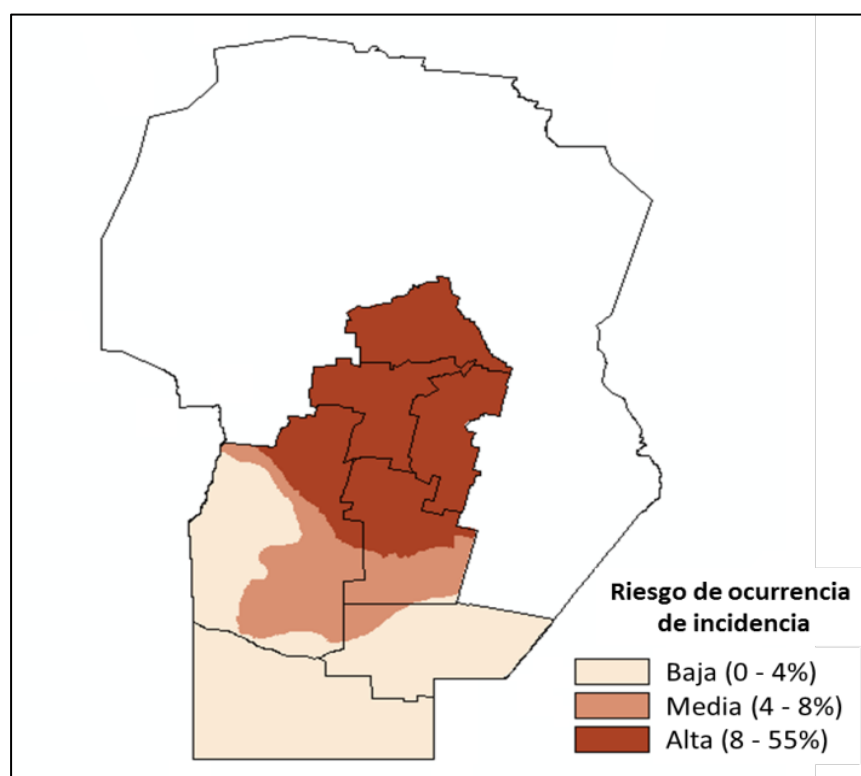 Riesgo de ocurrencia
de incidencia
Baja (0 - 4%)
Media (4 - 8%)
Alta (8 - 55%)